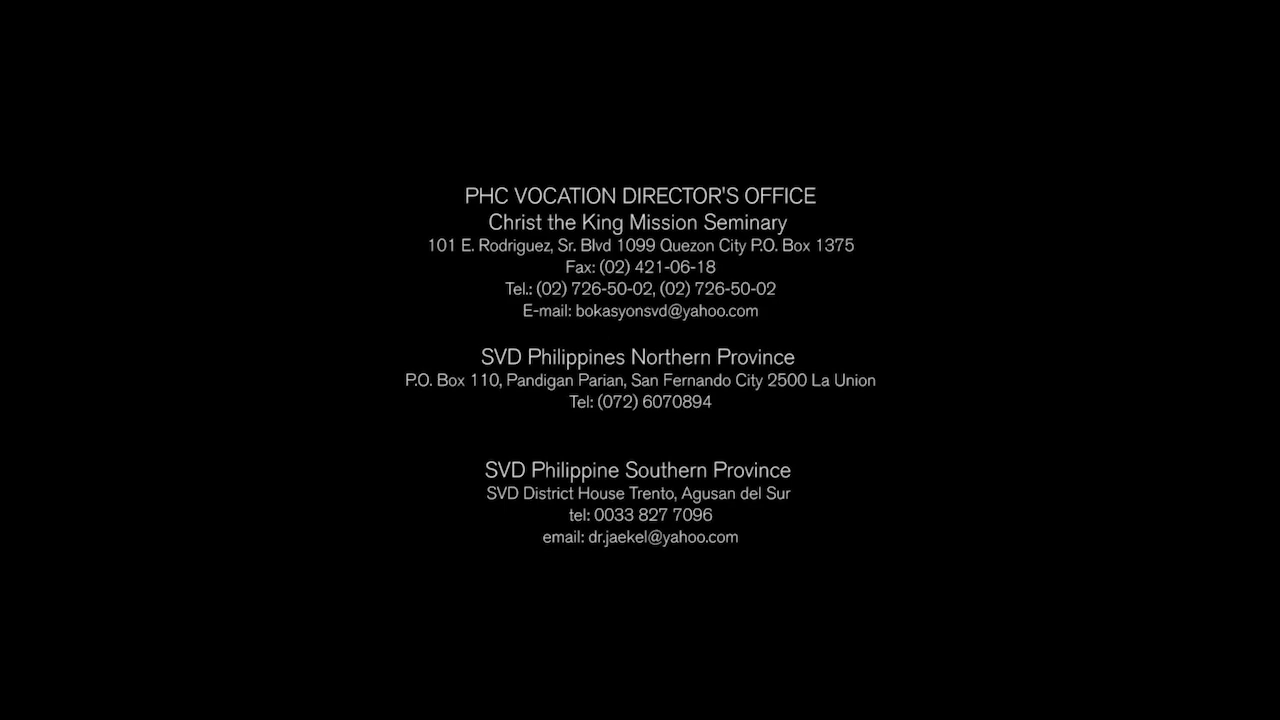 PHC VOCATION DIRECTOR'S OFFICE
Christ the King Mission Seminary
101 E. Rodriguez, Sr. Blvd 1099 Quezon City P.O. Box 1375
Fax: (02) 421-06-18
Tel.: (02) 726-50-02, (02) 726-50-02
E-mail: bokasyonsvd@yahoo.com
SVD Philippines Northern Province
P.O. Box 110, Pandigan Parian, San Fernando City 2500 La Union
Tel: (072) 6070894
SVD Philippine Southern Province
SVD District House Trento, Agusan del Sur
tel: 0033 827 7096
email: dr.jaekel@yahoo.com